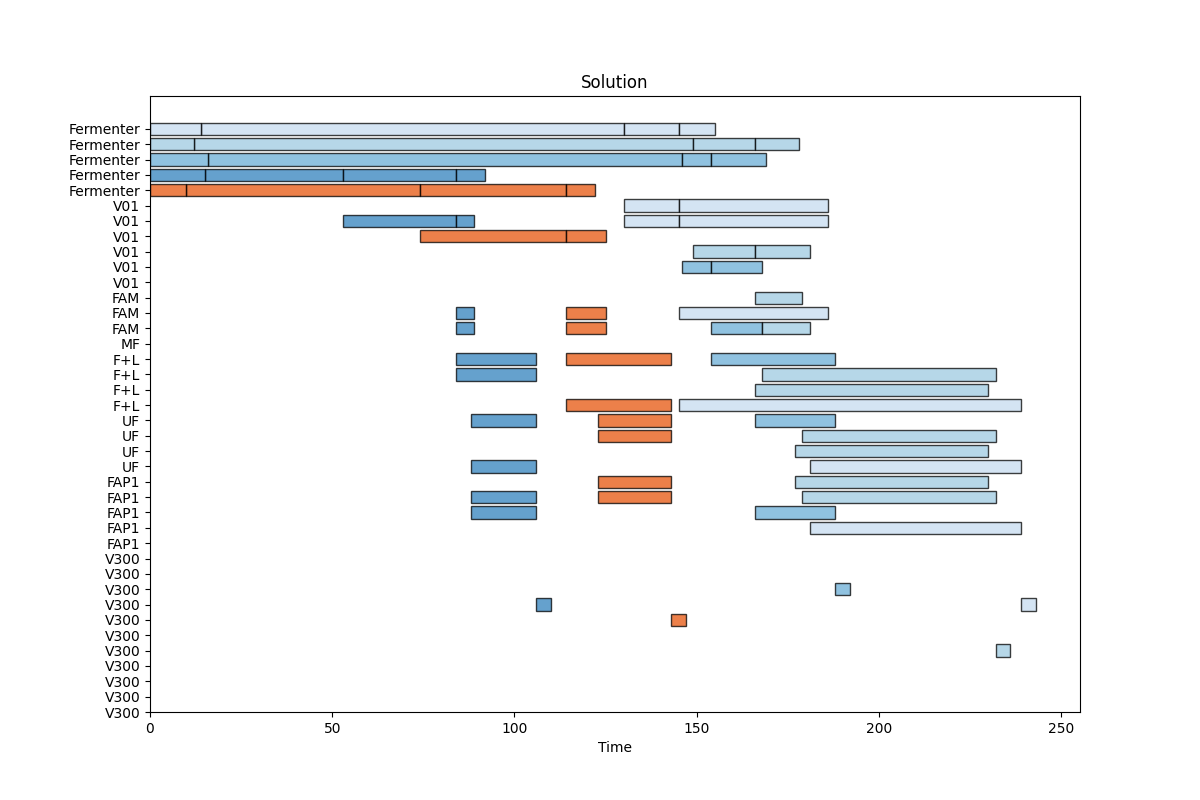 Solution
Fermenter
Fermenter
Fermenter
Fermenter
Fermenter
V01
V01
V01
V01
V01
V01
FAM
FAM
FAM
MF
F+L
F+L
F+L
F+L
UF
UF
UF
UF
FAP1
FAP1
FAP1
FAP1
FAP1
V300
V300
V300
V300
V300
V300
V300
V300
V300
V300
V300
0 50 100 150 200 250
Time